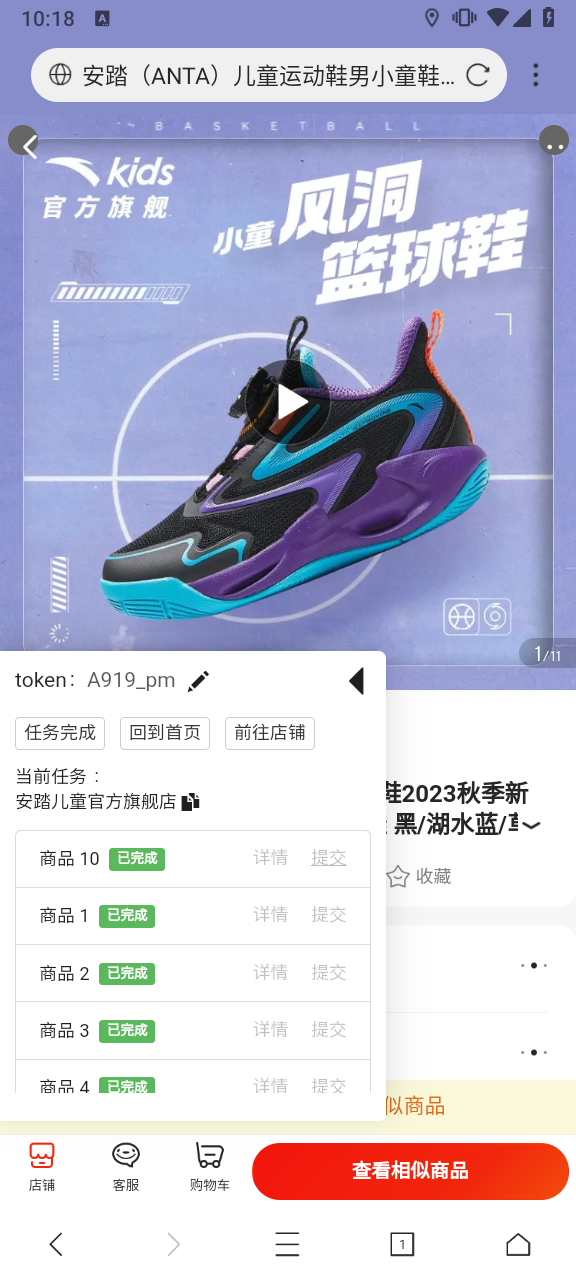 10:18
安踏（ANTA）儿童运动鞋男小童鞋...
BASKETBALL
kids
官方旗舰
小童 风洞
篮球鞋
1/11
token： A919_pm
任务完成 回到首页 前往店铺
当前任务：
安踏儿童官方旗舰店
鞋2023秋季新
黑/湖水蓝/草
收藏
商品 10 已完成 详情 提交
商品 1 已完成 详情 提交
商品 2 已完成 详情 提交
商品 3 已完成 详情 提交
商品 4 已完成 详情 提交
似商品
店铺 客服 购物车 查看相似商品
1